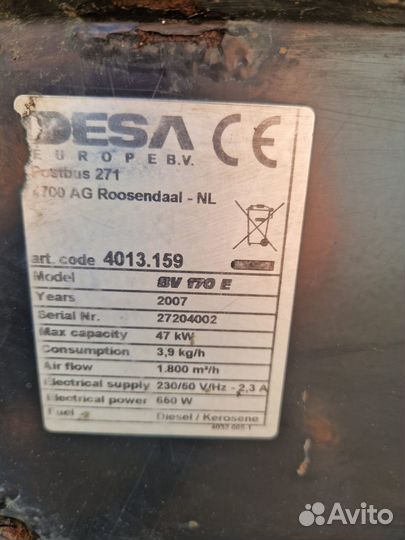 DESA CE
EUROPE B.V.
Postbus 271
4700 AG Roosendaal - NL
art. code 4013.159
Model BV 170 E
Years 2007
Serial Nr. 27204002
Max capacity 47 kW
Consumption 3,9 kg/h
Air flow 1.800 m³/h
Electrical supply 230/50 V/Hz - 2,3 A
Electrical power 650 W
Fuel Diesel / Kerosene
Avito